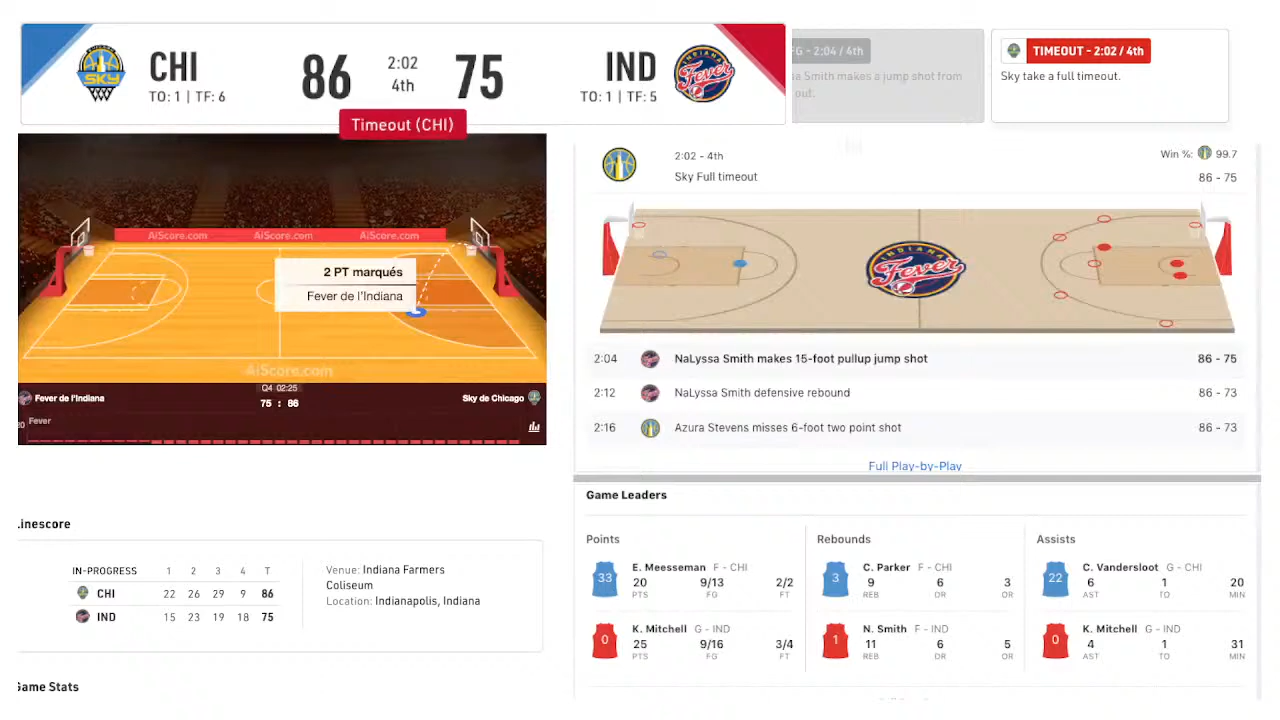 CHI
TO: 1 | TF: 6
86
2:02
4th
75
IND
TO: 1 | TF: 5
Timeout (CHI)
FG - 2:04 / 4th
Smith makes a jump shot from
out.
TIMEOUT - 2:02 / 4th
Sky take a full timeout.
SKY
INDIANA
Fever
AiScore.com AiScore.com AiScore.com
2 PT marqués
Fever de l'Indiana
AiScore.com
Q4 02:25
Fever de l'Indiana
75 : 86
Sky de Chicago
20
Fever
2:02 - 4th
Sky Full timeout
Win %: 99.7
86 - 75
INDIANA
Fever
2:04 NaLyssa Smith makes 15-foot pullup jump shot 86 - 75
2:12 NaLyssa Smith defensive rebound 86 - 73
2:16 Azura Stevens misses 6-foot two point shot 86 - 73
Full Play-by-Play
Linescore
IN-PROGRESS 1 2 3 4 T
CHI 22 26 29 9 86
IND 15 23 19 18 75
Venue: Indiana Farmers
Coliseum
Location: Indianapolis, Indiana
Game Stats
Game Leaders
Points
33
E. Meesseman F - CHI
20 9/13 2/2
PTS FG FT
0
K. Mitchell G - IND
25 9/16 3/4
PTS FG FT
Rebounds
3
C. Parker F - CHI
9 6 3
REB DR OR
1
N. Smith F - IND
11 6 5
REB DR OR
Assists
22
C. Vandersloot G - CHI
6 1 20
AST TO MIN
0
K. Mitchell G - IND
4 1 31
AST TO MIN